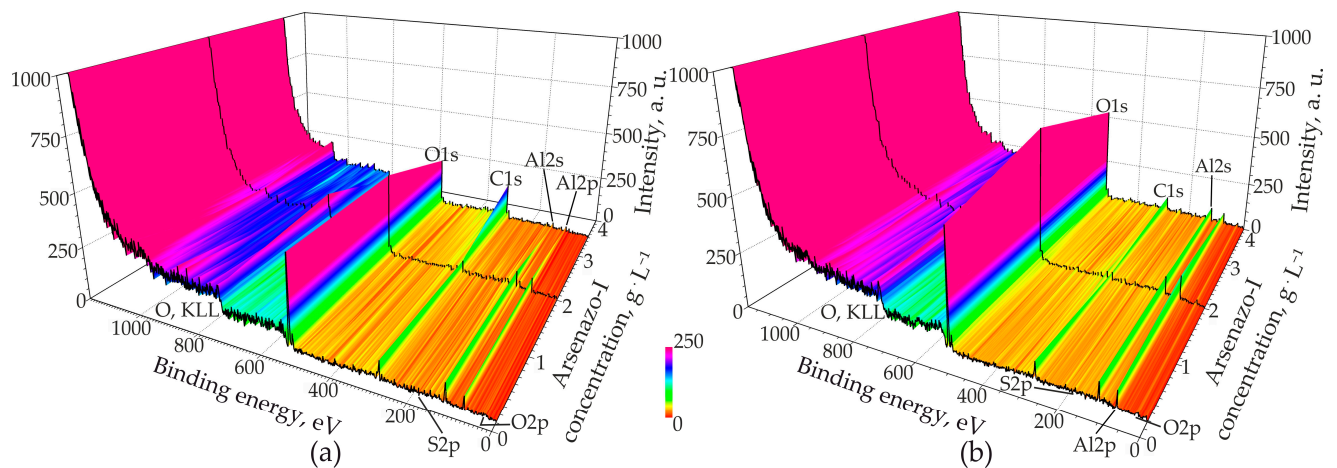 1000
750
500
250
0
1000
800
600
400
200
0
Binding energy, eV
0
1
2
3
4
Arsenazo-I
concentration, g·L⁻¹
0
250
500
750
1000
Intensity, a. u.
O, KLL
O1s
C1s
Al2s
Al2p
S2p
O2p
(a)
250
0
1000
750
500
250
0
1000
800
600
400
200
0
Binding energy, eV
0
1
2
3
4
Arsenazo-I
concentration, g·L⁻¹
0
250
500
750
1000
Intensity, a. u.
O, KLL
O1s
C1s
Al2s
S2p
Al2p
O2p
(b)